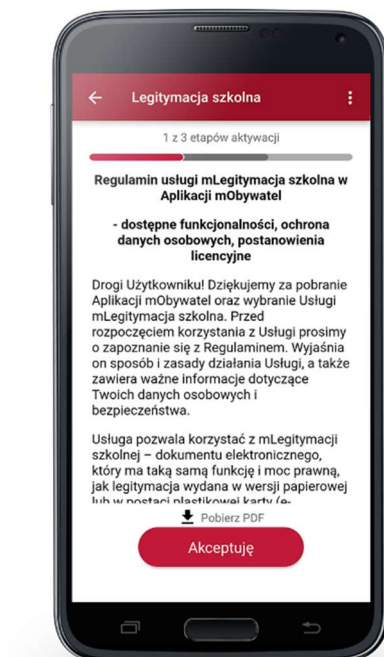 Legitymacja szkolna
1 z 3 etapów aktywacji
Regulamin usługi mLegitymacja szkolna w
Aplikacji mObywatel
- dostępne funkcjonalności, ochrona
danych osobowych, postanowienia
licencyjne
Drogi Użytkowniku! Dziękujemy za pobranie
Aplikacji mObywatel oraz wybranie Usługi
mLegitymacja szkolna. Przed
rozpoczęciem korzystania z Usługi prosimy
o zapoznanie się z Regulaminem. Wyjaśnia
on sposób i zasady działania Usługi, a także
zawiera ważne informacje dotyczące
Twoich danych osobowych i
bezpieczeństwa.
Usługa pozwala korzystać z mLegitymacji
szkolnej – dokumentu elektronicznego,
który ma taką samą funkcję i moc prawną,
jak legitymacja wydana w wersji papierowej
lub w postaci plastikowej karty (e-
Pobierz PDF
Akceptuję